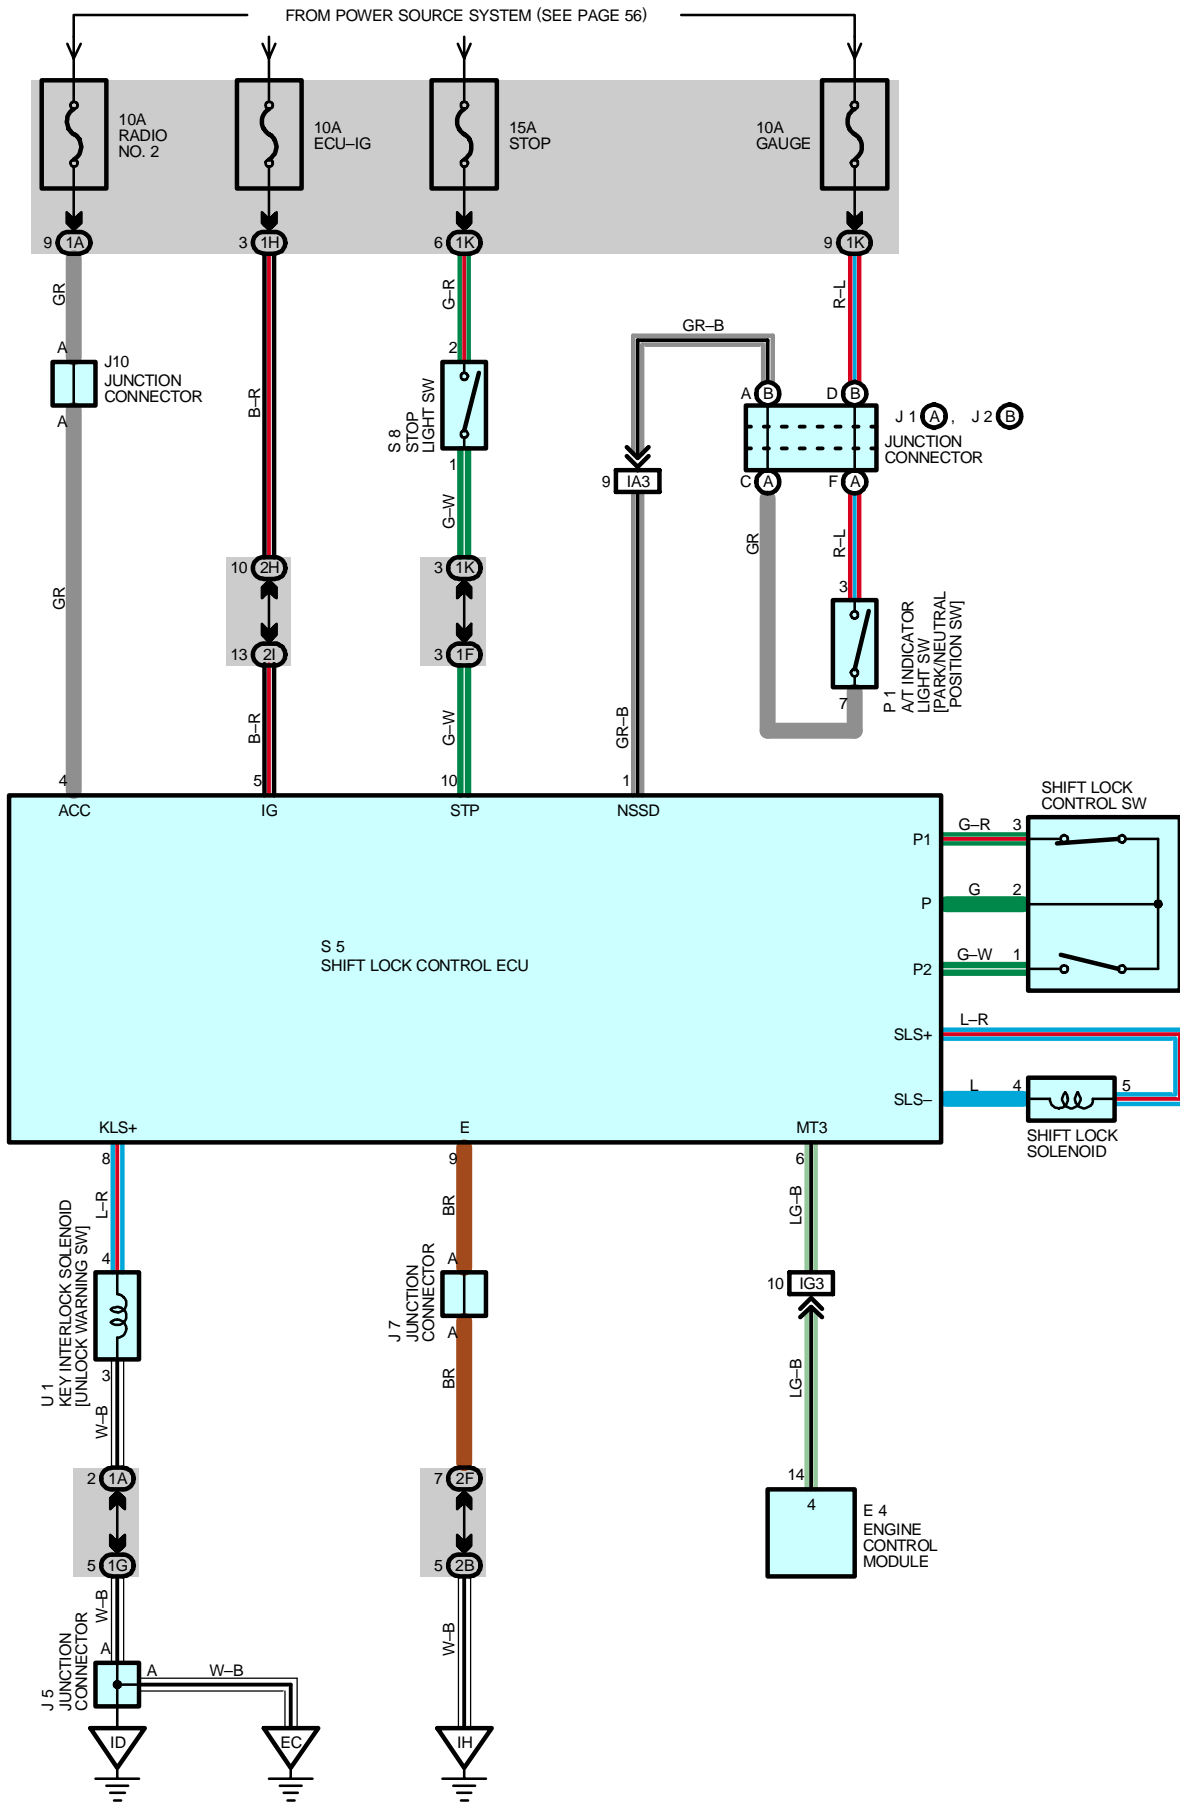 FROM POWER SOURCE SYSTEM (SEE PAGE 56)
10A
RADIO
NO. 2
10A
ECU–IG
15A
STOP
10A
GAUGE
9 1A
3 1H
6 1K
9 1K
GR
G–R
R–L
GR–B
A
J10
JUNCTION
CONNECTOR
A
B–R
2
S 8
STOP
LIGHT SW
1
A B
D B
J 1 A , J 2 B
JUNCTION
CONNECTOR
C A
F A
9 IA3
G–W
GR
R–L
10 2H
3 1K
GR
13 2I
3 1F
3
P 1
A/T INDICATOR
LIGHT SW
[PARK/NEUTRAL
POSITION SW]
7
B–R
G–W
GR–B
4
5
10
1
ACC
IG
STP
NSSD
SHIFT LOCK
CONTROL SW
P1
G–R 3
P
G 2
P2
G–W 1
S 5
SHIFT LOCK CONTROL ECU
SLS+
L–R
SLS–
L 4
5
SHIFT LOCK
SOLENOID
KLS+
E
MT3
8
9
6
L–R
BR
LG–B
4
U 1
KEY INTERLOCK SOLENOID
[UNLOCK WARNING SW]
3
A
J 7
JUNCTION
CONNECTOR
A
10 IG3
W–B
BR
LG–B
2 1A
7 2F
14
4
E 4
ENGINE
CONTROL
MODULE
5 1G
5 2B
W–B
A
J 5
JUNCTION
CONNECTOR
A
W–B
W–B
ID
EC
IH